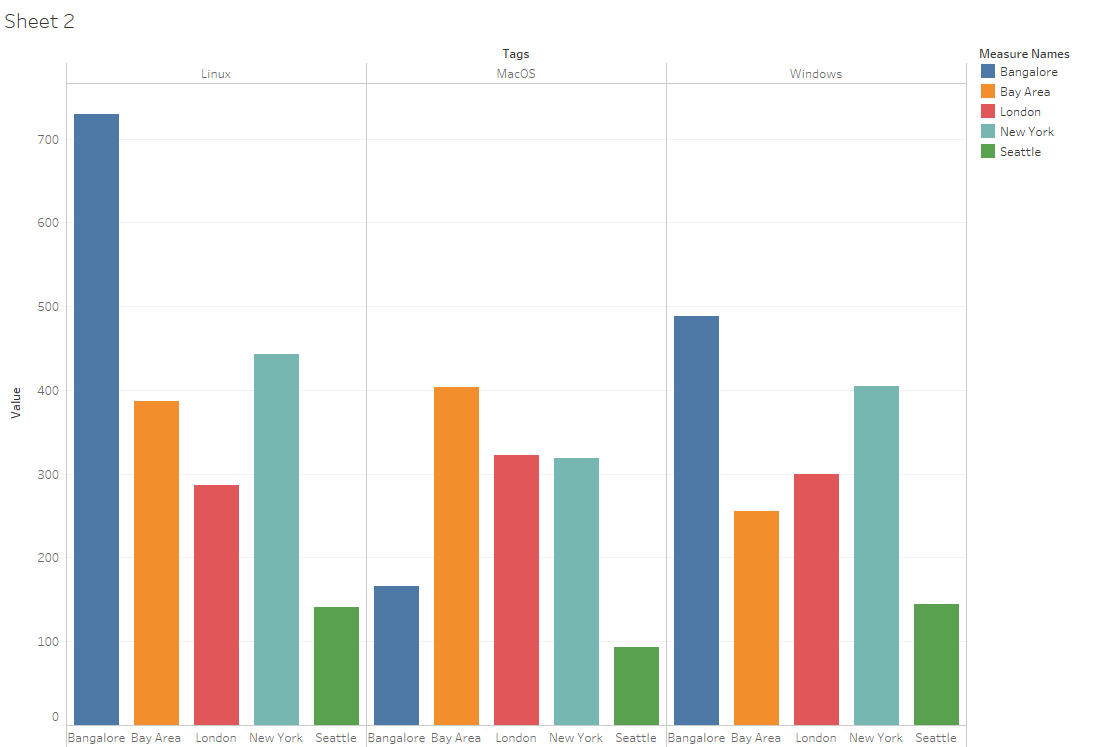 Sheet 2
Tags
Linux MacOS Windows
Measure Names
Bangalore
Bay Area
London
New York
Seattle
Value
700
600
500
400
300
200
100
0
Bangalore Bay Area London New York Seattle Bangalore Bay Area London New York Seattle Bangalore Bay Area London New York Seattle